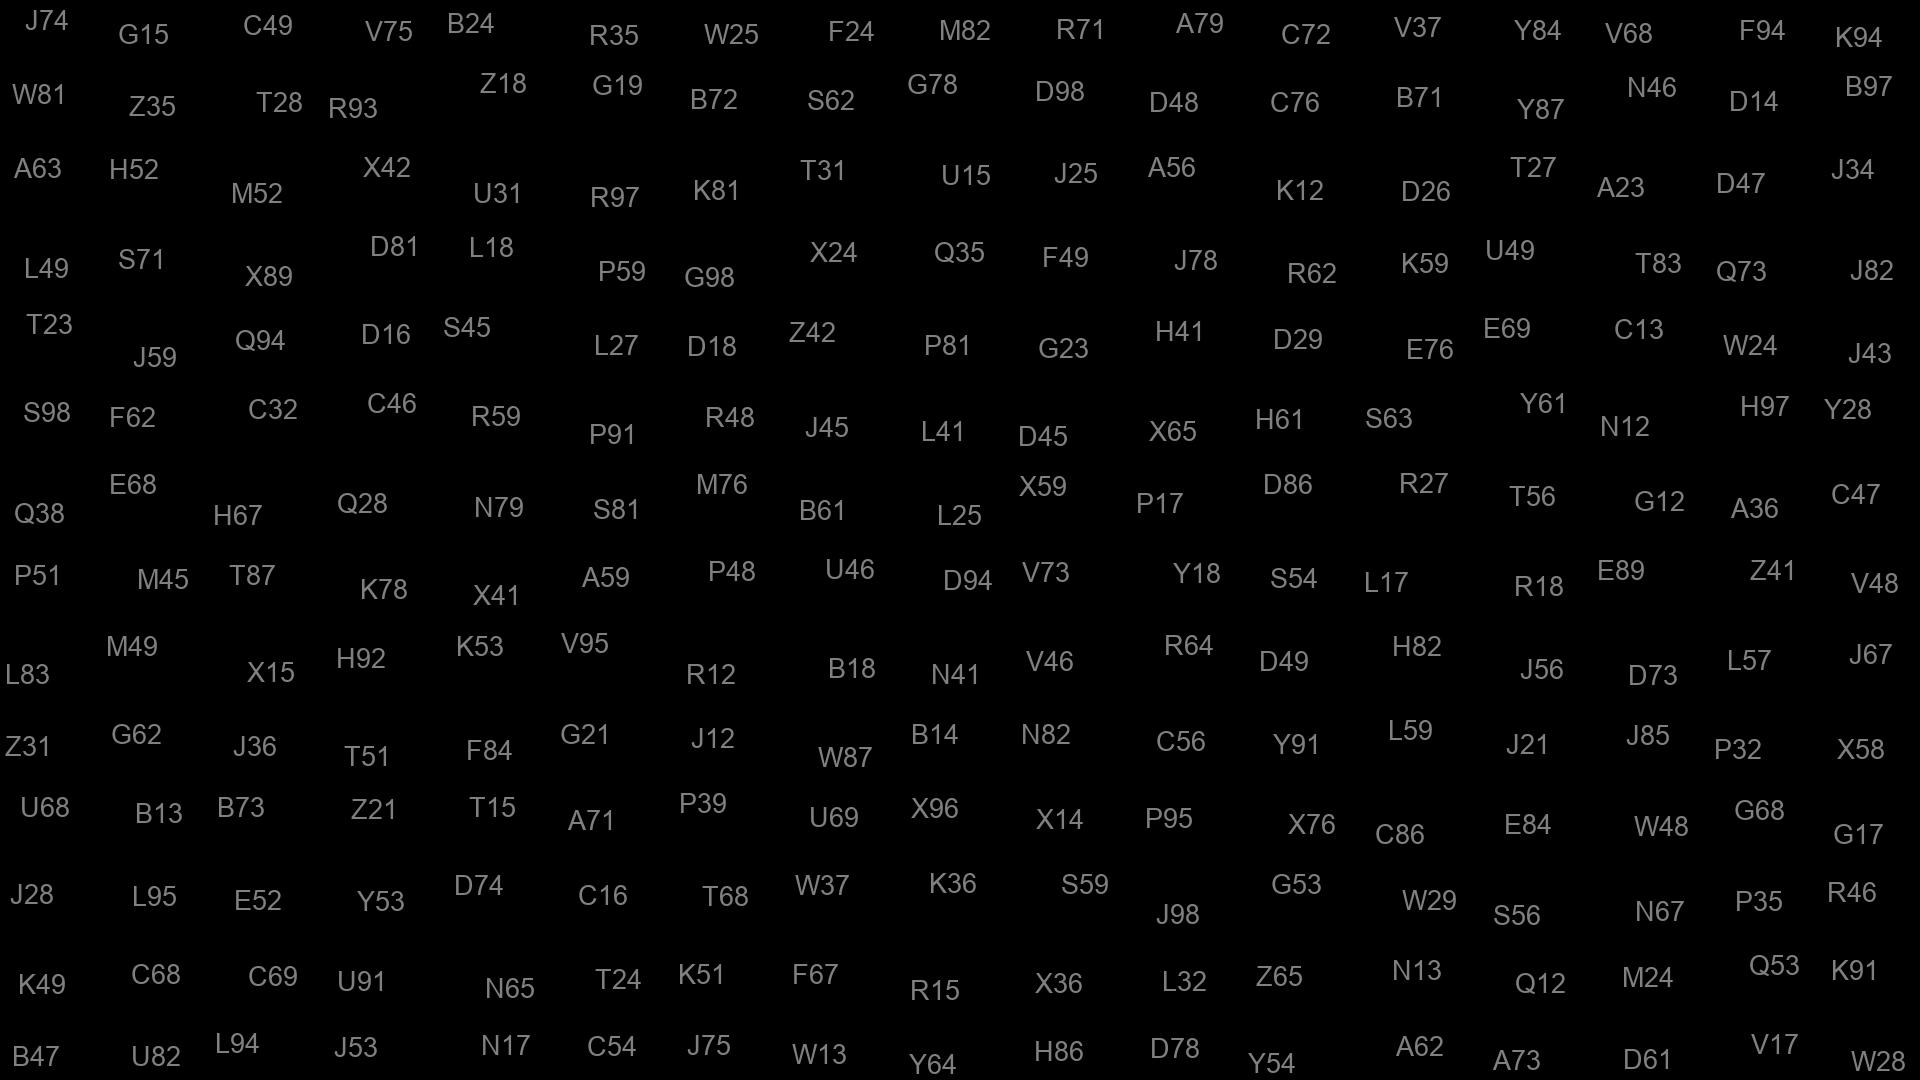 J74 G15 C49 V75 B24 R35 W25 F24 M82 R71 A79 C72 V37 Y84 V68 F94 K94
W81 Z35 T28 R93 Z18 G19 B72 S62 G78 D98 D48 C76 B71 Y87 N46 D14 B97
A63 H52 M52 X42 U31 R97 K81 T31 U15 J25 A56 K12 D26 T27 A23 D47 J34
L49 S71 X89 D81 L18 P59 G98 X24 Q35 F49 J78 R62 K59 U49 T83 Q73 J82
T23 J59 Q94 D16 S45 L27 D18 Z42 P81 G23 H41 D29 E76 E69 C13 W24 J43
S98 F62 C32 C46 R59 P91 R48 J45 L41 D45 X65 H61 S63 Y61 N12 H97 Y28
Q38 E68 H67 Q28 N79 S81 M76 B61 L25 X59 P17 D86 R27 T56 G12 A36 C47
P51 M45 T87 K78 X41 A59 P48 U46 D94 V73 Y18 S54 L17 R18 E89 Z41 V48
L83 M49 X15 H92 K53 V95 R12 B18 N41 V46 R64 D49 H82 J56 D73 L57 J67
Z31 G62 J36 T51 F84 G21 J12 W87 B14 N82 C56 Y91 L59 J21 J85 P32 X58
U68 B13 B73 Z21 T15 A71 P39 U69 X96 X14 P95 X76 C86 E84 W48 G68 G17
J28 L95 E52 Y53 D74 C16 T68 W37 K36 S59 J98 G53 W29 S56 N67 P35 R46
K49 C68 C69 U91 N65 T24 K51 F67 R15 X36 L32 Z65 N13 Q12 M24 Q53 K91
B47 U82 L94 J53 N17 C54 J75 W13 Y64 H86 D78 Y54 A62 A73 D61 V17 W28